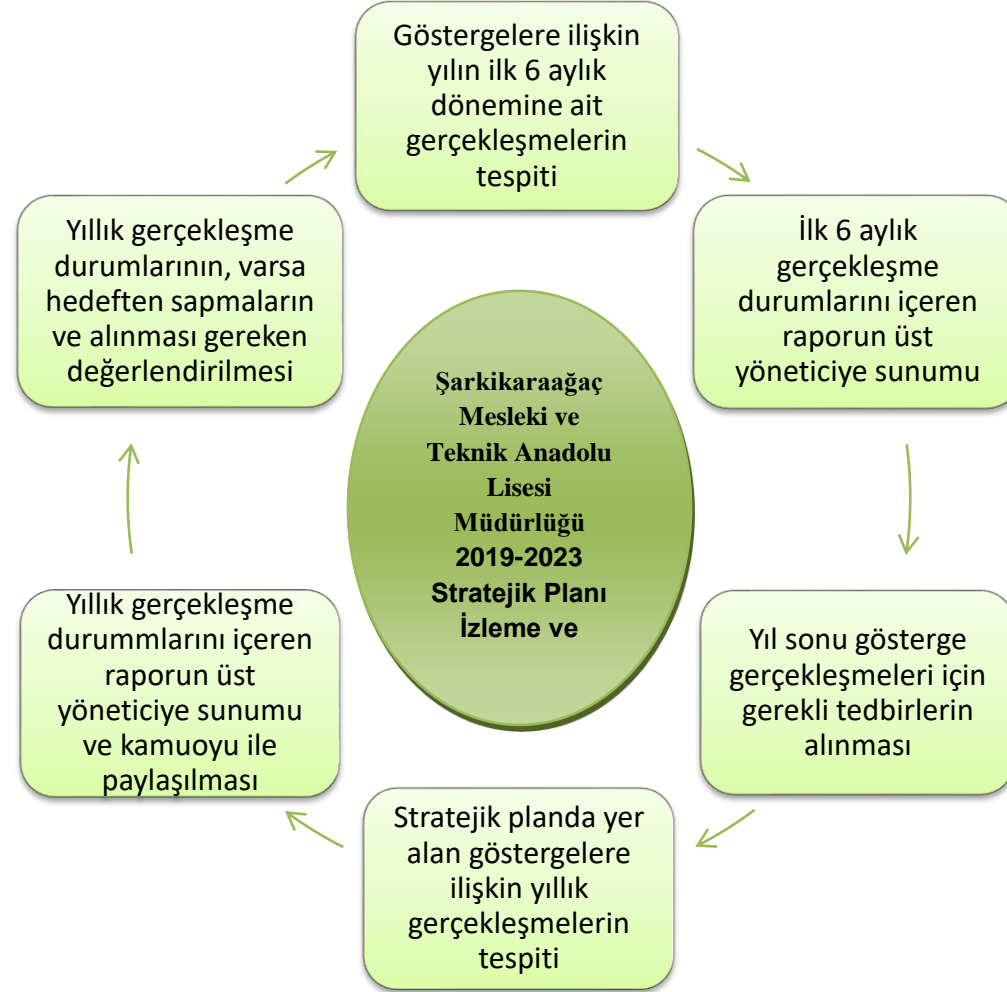 Göstergelere ilişkin
yılın ilk 6 aylık
dönemine ait
gerçekleşmelerin
tespiti
İlk 6 aylık
gerçekleşme
durumlarını içeren
raporun üst
yöneticiye sunumu
Yıl sonu gösterge
gerçekleşmeleri için
gerekli tedbirlerin
alınması
Stratejik planda yer
alan göstergelere
ilişkin yıllık
gerçekleşmelerin
tespiti
Yıllık gerçekleşme
durummlarını içeren
raporun üst
yöneticiye sunumu
ve kamuoyu ile
paylaşılması
Yıllık gerçekleşme
durumlarının, varsa
hedeften sapmaların
ve alınması gereken
değerlendirilmesi
Şarkikaraağaç
Mesleki ve
Teknik Anadolu
Lisesi
Müdürlüğü
2019-2023
Stratejik Planı
İzleme ve